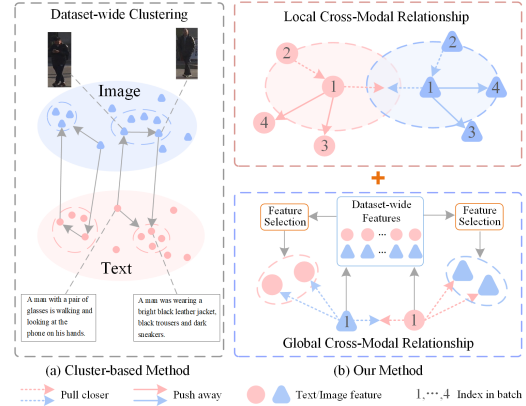 Dataset-wide Clustering
Image
Text
A man with a pair of
glasses is walking and
looking at the
phone on his hands.
A man was wearing a
bright black leather jacket,
black trousers and dark
sneakers.
(a) Cluster-based Method
Local Cross-Modal Relationship
2
1
4
3
2
1
4
3
+
Feature
Selection
Dataset-wide
Features
...
...
Feature
Selection
1
1
Global Cross-Modal Relationship
(b) Our Method
Pull closer
Push away
Text/Image feature
1, ···, 4 Index in batch